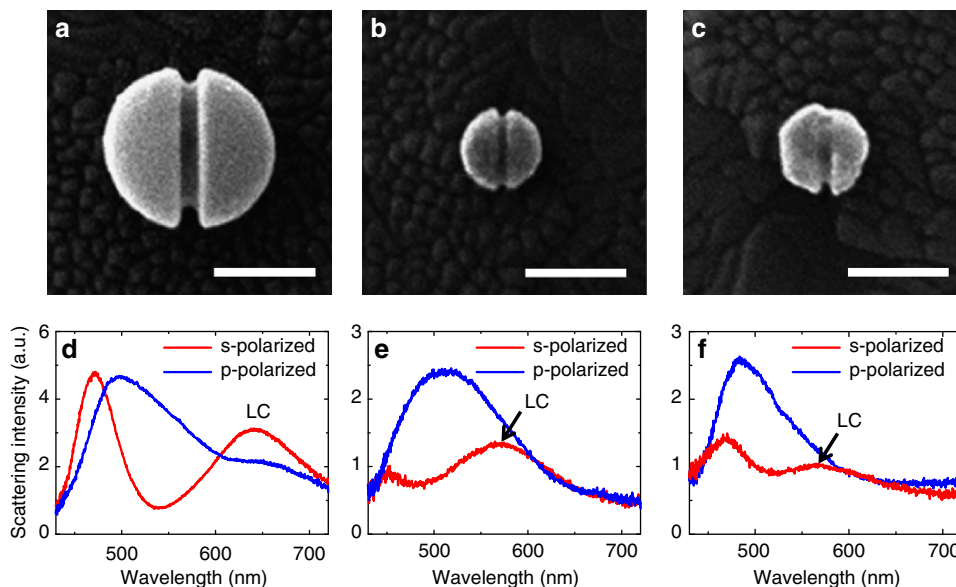 a
b
c
Scattering intensity (a.u.)
6
4
2
0
d
s-polarized
p-polarized
LC
500
600
700
Wavelength (nm)
3
2
1
0
e
s-polarized
p-polarized
LC
500
600
700
Wavelength (nm)
3
2
1
0
f
s-polarized
p-polarized
LC
500
600
700
Wavelength (nm)